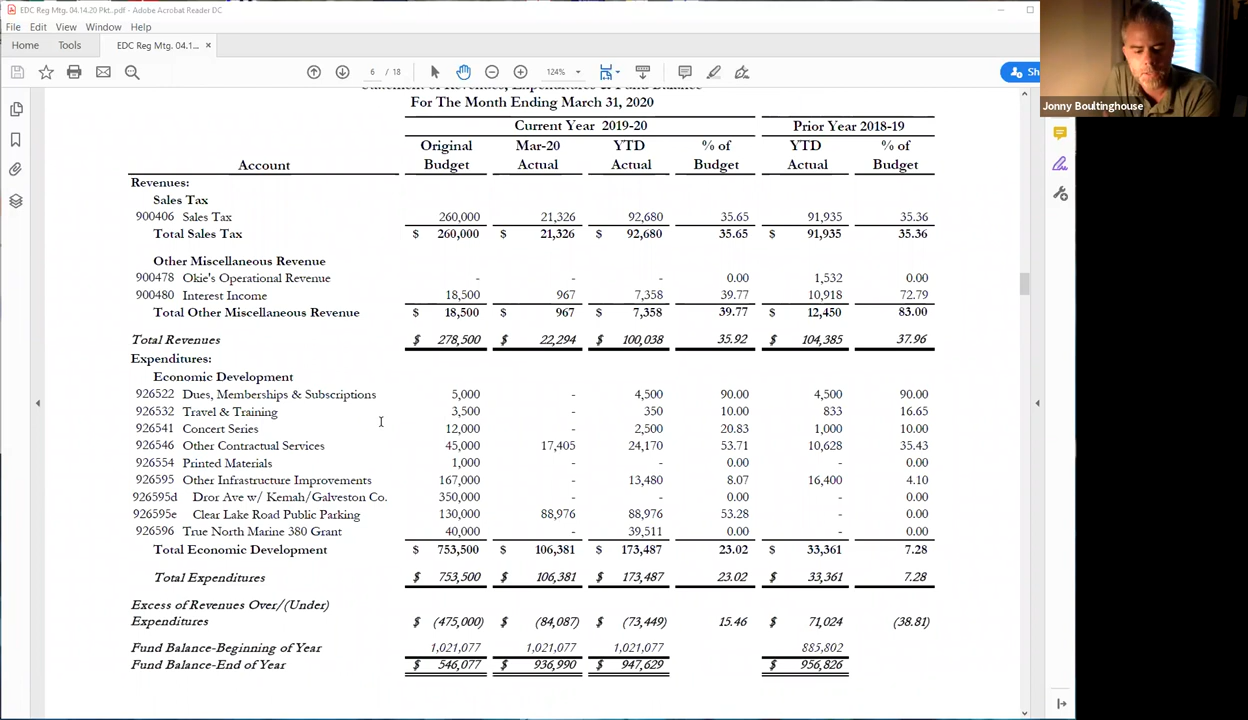 EDC Reg Mtg. 04.14.20 Pkt.pdf - Adobe Acrobat Reader DC
File Edit View Window Help
Home Tools EDC Reg Mtg. 04.1... ×
6 / 18 124% Sh
Statement of Revenues, Expenditures & Fund Balance
For The Month Ending March 31, 2020
Current Year 2019-20 Prior Year 2018-19
Original Mar-20 YTD % of YTD % of
Account Budget Actual Actual Budget Actual Budget
Revenues:
Sales Tax
900406 Sales Tax 260,000 21,326 92,680 35.65 91,935 35.36
Total Sales Tax $ 260,000 $ 21,326 $ 92,680 35.65 $ 91,935 35.36
Other Miscellaneous Revenue
900478 Okie's Operational Revenue - - - 0.00 1,532 0.00
900480 Interest Income 18,500 967 7,358 39.77 10,918 72.79
Total Other Miscellaneous Revenue $ 18,500 $ 967 $ 7,358 39.77 $ 12,450 83.00
Total Revenues $ 278,500 $ 22,294 $ 100,038 35.92 $ 104,385 37.96
Expenditures:
Economic Development
926522 Dues, Memberships & Subscriptions 5,000 - 4,500 90.00 4,500 90.00
926532 Travel & Training 3,500 - 350 10.00 833 16.65
926541 Concert Series 12,000 - 2,500 20.83 1,000 10.00
926546 Other Contractual Services 45,000 17,405 24,170 53.71 10,628 35.43
926554 Printed Materials 1,000 - - 0.00 - 0.00
926595 Other Infrastructure Improvements 167,000 - 13,480 8.07 16,400 4.10
926595d Dror Ave w/ Kemah/Galveston Co. 350,000 - - 0.00 - 0.00
926595e Clear Lake Road Public Parking 130,000 88,976 88,976 53.28 - 0.00
926596 True North Marine 380 Grant 40,000 - 39,511 0.00 - 0.00
Total Economic Development $ 753,500 $ 106,381 $ 173,487 23.02 $ 33,361 7.28
Total Expenditures $ 753,500 $ 106,381 $ 173,487 23.02 $ 33,361 7.28
Excess of Revenues Over/(Under)
Expenditures $ (475,000) $ (84,087) $ (73,449) 15.46 $ 71,024 (38.81)
Fund Balance-Beginning of Year 1,021,077 1,021,077 1,021,077 885,802
Fund Balance-End of Year $ 546,077 $ 936,990 $ 947,629 $ 956,826
Jonny Boultinghouse